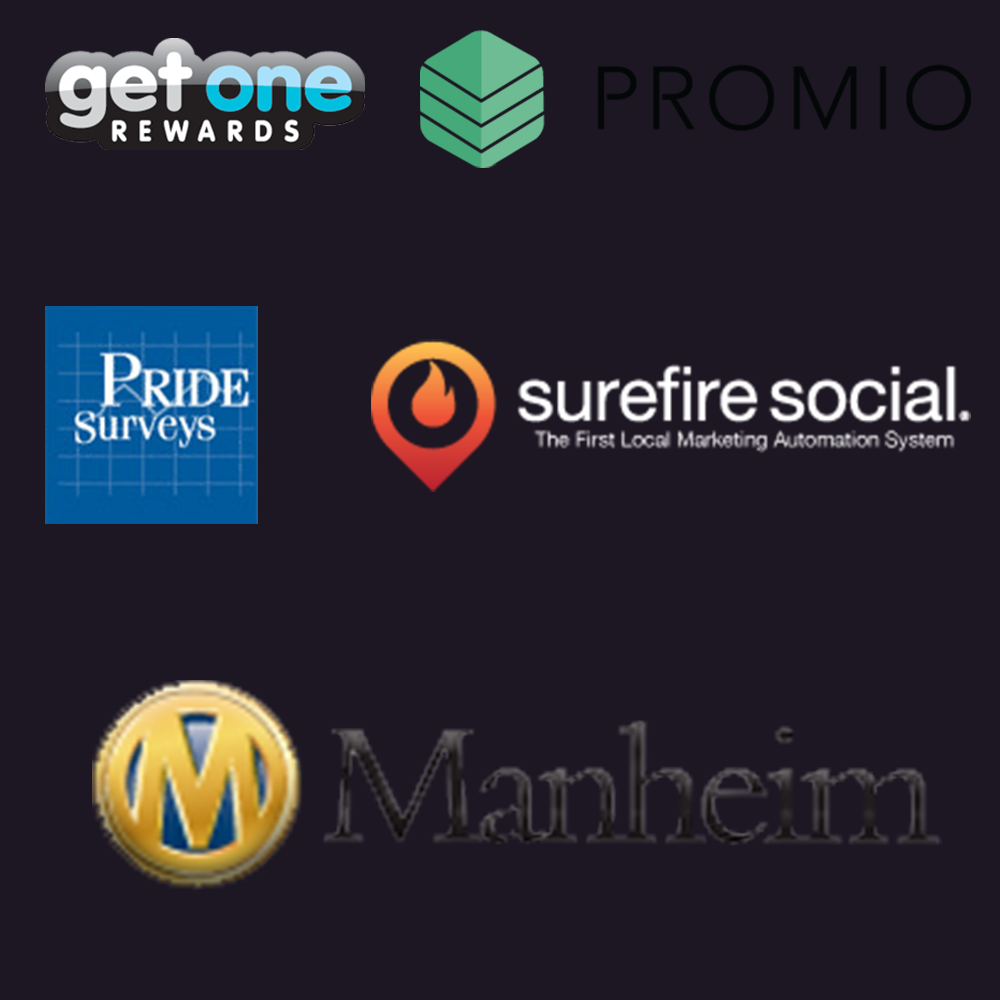 get one
REWARDS
PROMIO
PRIDE
Surveys
surefire social.
The First Local Marketing Automation System
M
Manheim